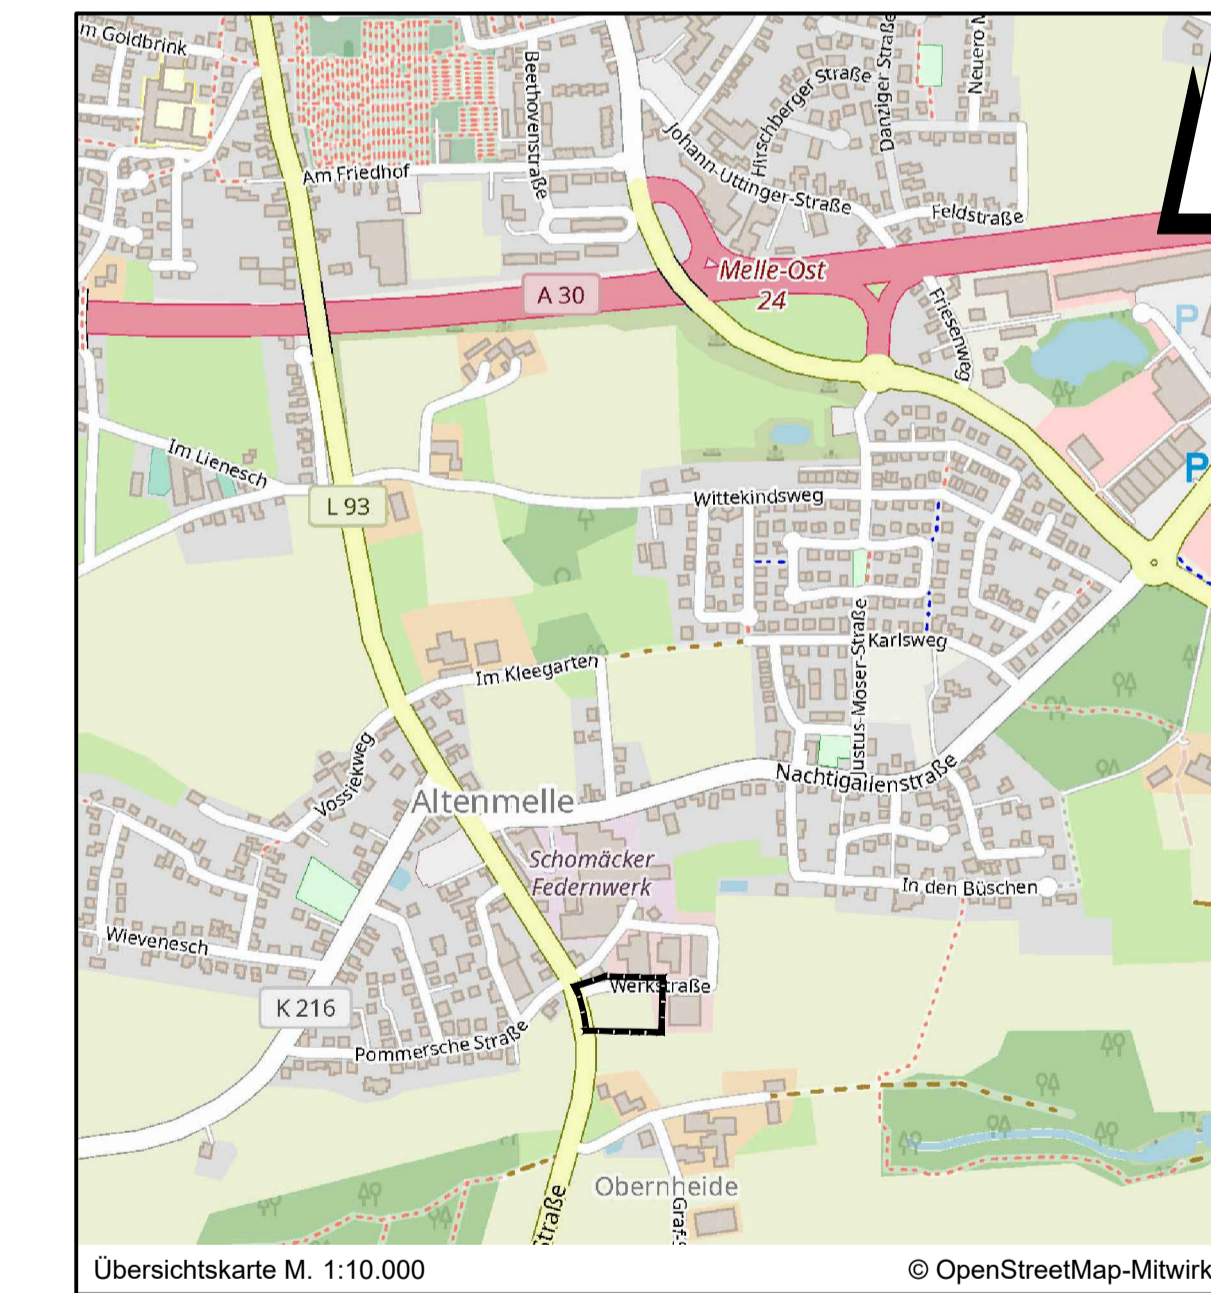 m Goldbrink
Beethovenstraße
Hirschberger Straße
Danziger Straße
Johann-Uttinger-Straße
Am Friedhof
Feldstraße
Melle-Ost
24
A 30
Friesenweg
P
Im Lienesch
L 93
Wittekindsweg
P
Justus-Möser-Straße
Karlsweg
Im Kleegarten
Vossiekweg
Nachtigallenstraße
Altenmelle
Schomäcker
Federnwerk
In den Büschen
Wievenesch
Werkstraße
K 216
Pommersche Straße
Obernheide
straße
Graf-S
Übersichtskarte M. 1:10.000
© OpenStreetMap-Mitwirk